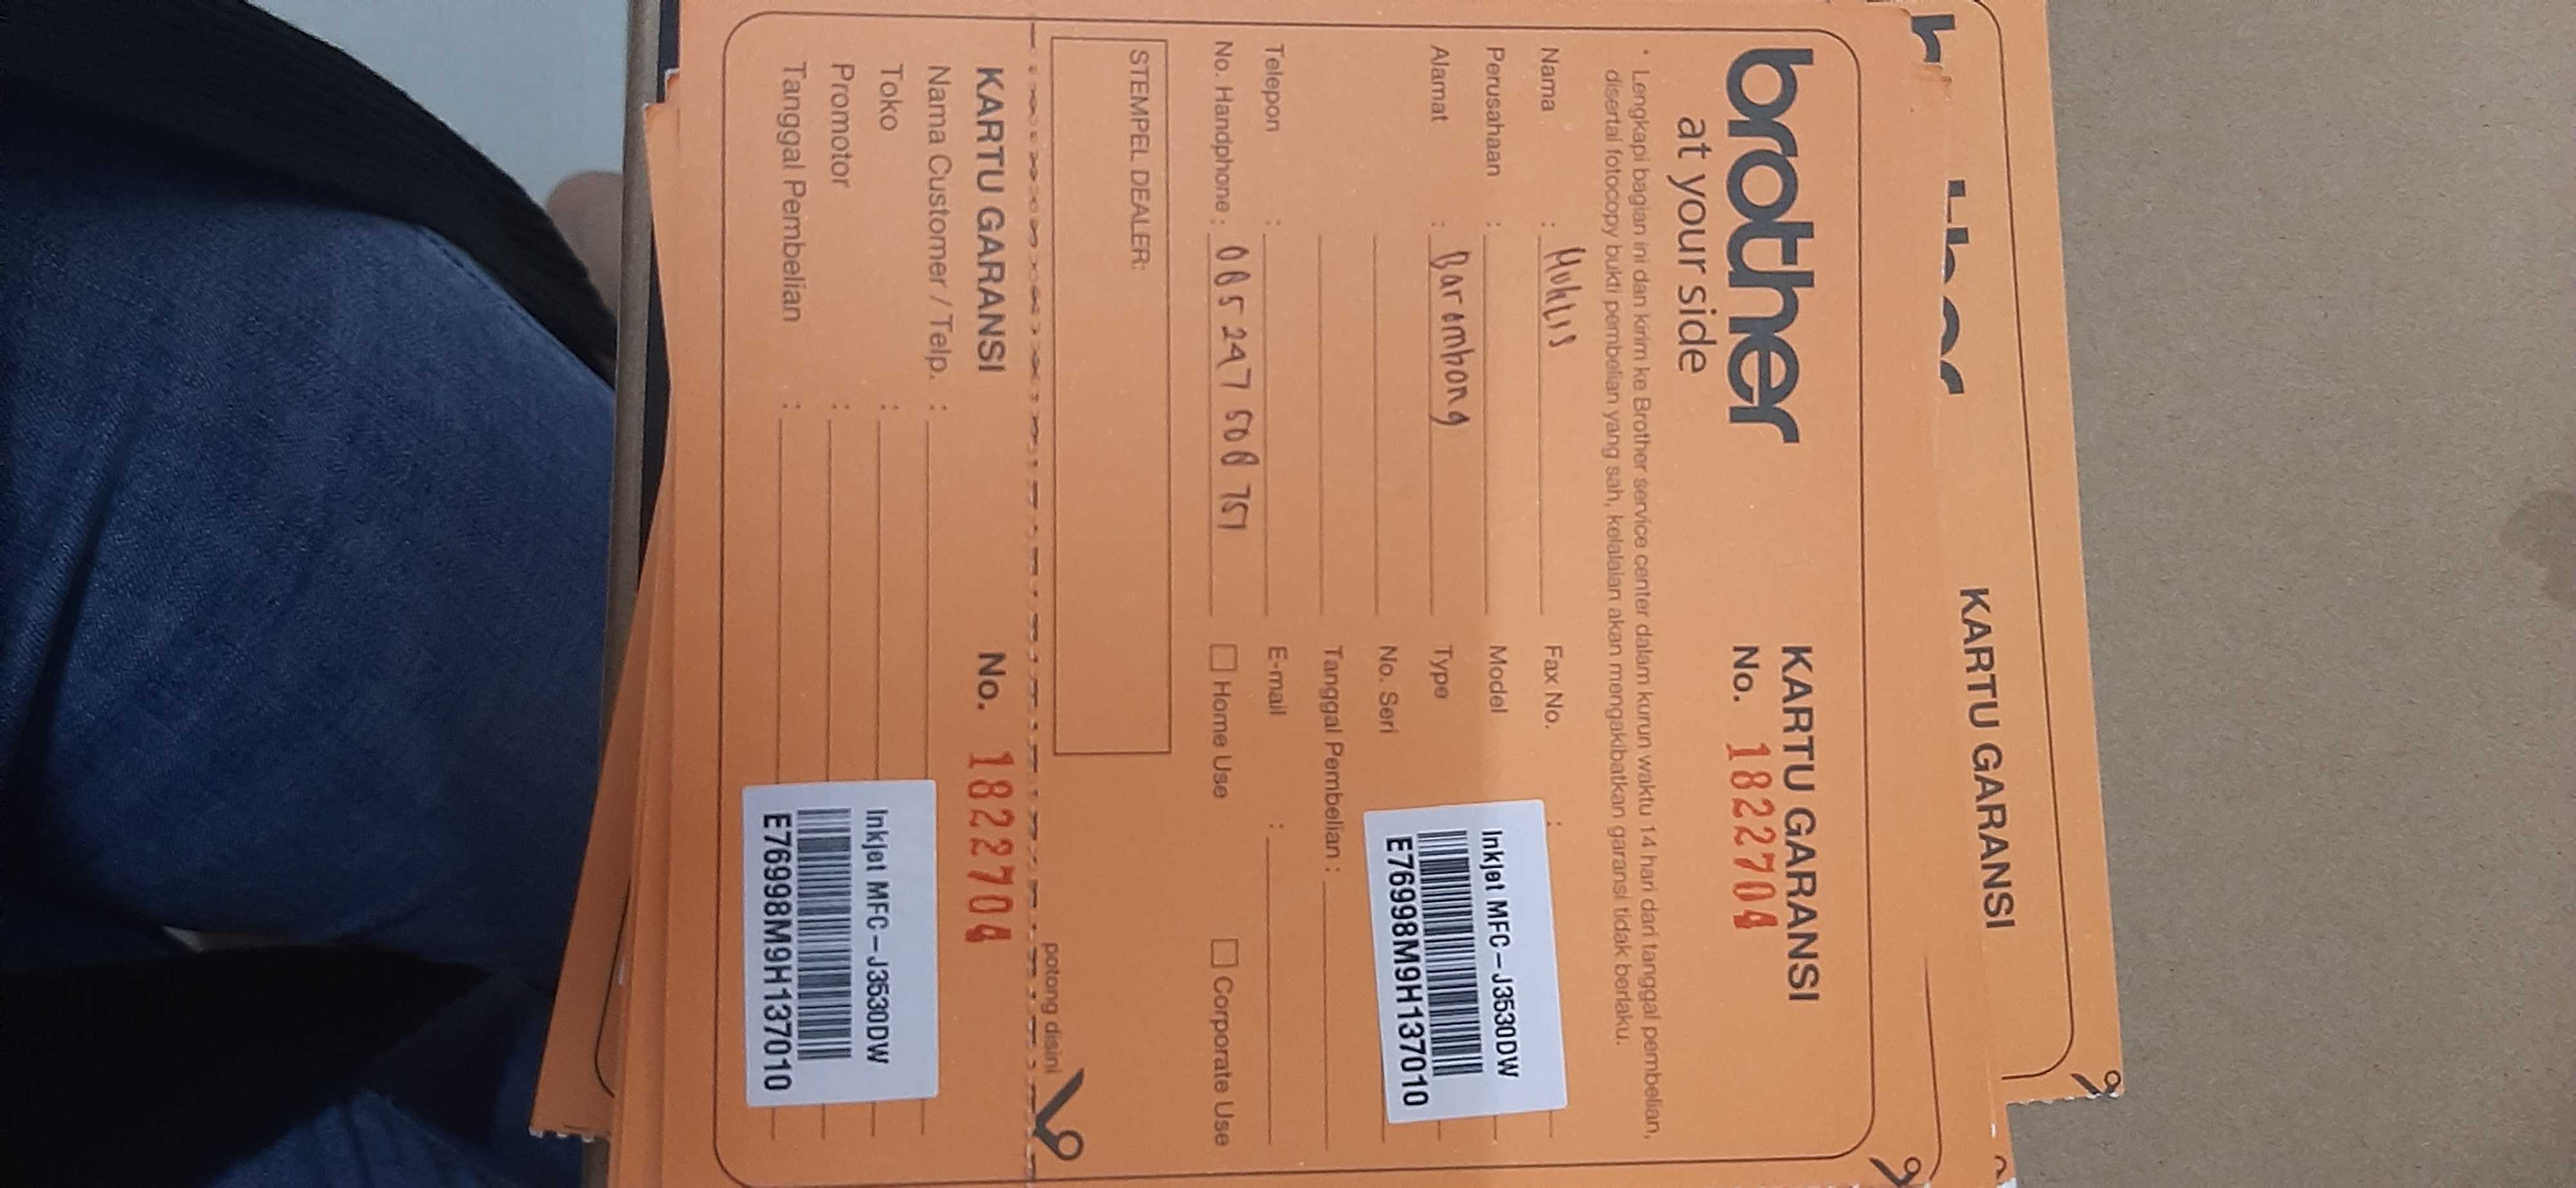 brother
at your side
KARTU GARANSI
No. 1822704
* Lengkapi bagian ini dan kirim ke Brother service center dalam kurun waktu 14 hari dari tanggal pembelian,
disertai fotocopy bukti pembelian yang sah, kelalaian akan mengakibatkan garansi tidak berlaku.
Nama : Muhlis
Perusahaan :
Alamat : Barombong
Telepon :
No. Handphone : 085 247 508 751
Fax No. :
Model
Type
No. Seri
Inkjet MFC-J3530DW
E76998M9H137010
Tanggal Pembelian :
E-mail :
Home Use
Corporate Use
STEMPEL DEALER:
potong disini
KARTU GARANSI
No. 1822704
Nama Customer / Telp. :
Toko :
Promotor :
Tanggal Pembelian :
Inkjet MFC-J3530DW
E76998M9H137010
KARTU GARANSI